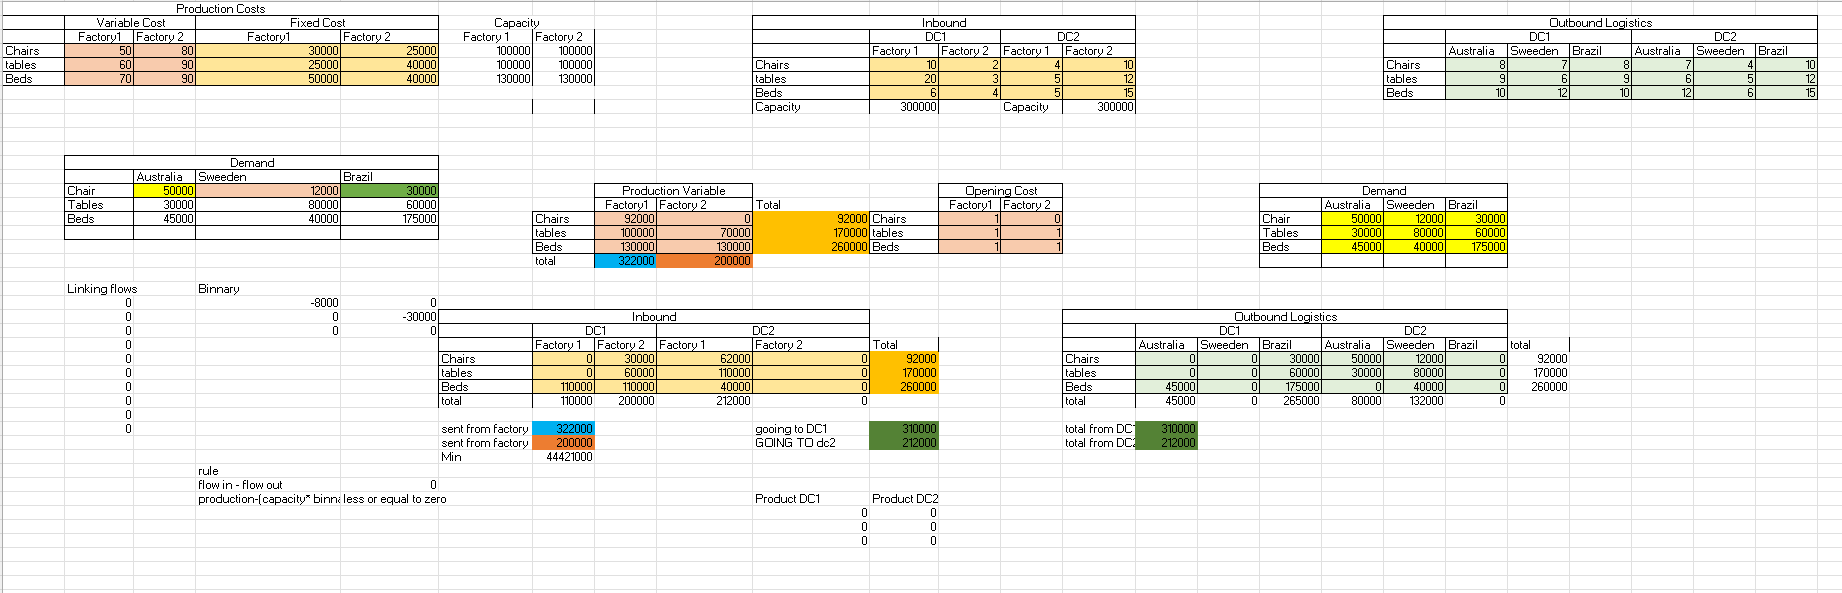 Production Costs
Variable Cost Fixed Cost Capacity Inbound Outbound Logistics
Factory1 Factory 2 Factory1 Factory 2 Factory 1 Factory 2 DC1 DC2 DC1 DC2
Chairs 50 80 30000 25000 100000 100000 Factory 1 Factory 2 Factory 1 Factory 2 Australia Sweeden Brazil Australia Sweeden Brazil
tables 60 90 25000 40000 100000 100000 Chairs 10 2 4 10 Chairs 8 7 8 7 4 10
Beds 70 90 50000 40000 130000 130000 tables 20 3 5 12 tables 9 6 9 6 5 12
Beds 6 4 5 15 Beds 10 12 10 12 6 15
Capacity 300000 Capacity 300000
Demand
Australia Sweeden Brazil
Chair 50000 12000 30000 Production Variable Opening Cost Demand
Tables 30000 80000 60000 Factory1 Factory 2 Total Factory1 Factory 2 Australia Sweeden Brazil
Beds 45000 40000 175000 Chairs 92000 0 92000 Chairs 1 0 Chair 50000 12000 30000
tables 100000 70000 170000 tables 1 1 Tables 30000 80000 60000
Beds 130000 130000 260000 Beds 1 1 Beds 45000 40000 175000
total 322000 200000
Linking flows Binnary
0 -8000 0
0 0 -30000 Inbound Outbound Logistics
0 0 0 DC1 DC2 DC1 DC2
0 Factory 1 Factory 2 Factory 1 Factory 2 Total Australia Sweeden Brazil Australia Sweeden Brazil total
0 Chairs 0 30000 62000 0 92000 Chairs 0 0 30000 50000 12000 0 92000
0 tables 0 60000 110000 0 170000 tables 0 0 60000 30000 80000 0 170000
0 Beds 110000 110000 40000 0 260000 Beds 45000 0 175000 0 40000 0 260000
0 total 110000 200000 212000 0 total 45000 0 265000 80000 132000 0
0
0 sent from factory 322000 gooing to DC1 310000 total from DC 310000
sent from factory 200000 GOING TO dc2 212000 total from DC2 212000
Min 44421000
rule
flow in - flow out 0
production-(capacity* binna less or equal to zero Product DC1 Product DC2
0 0
0 0
0 0